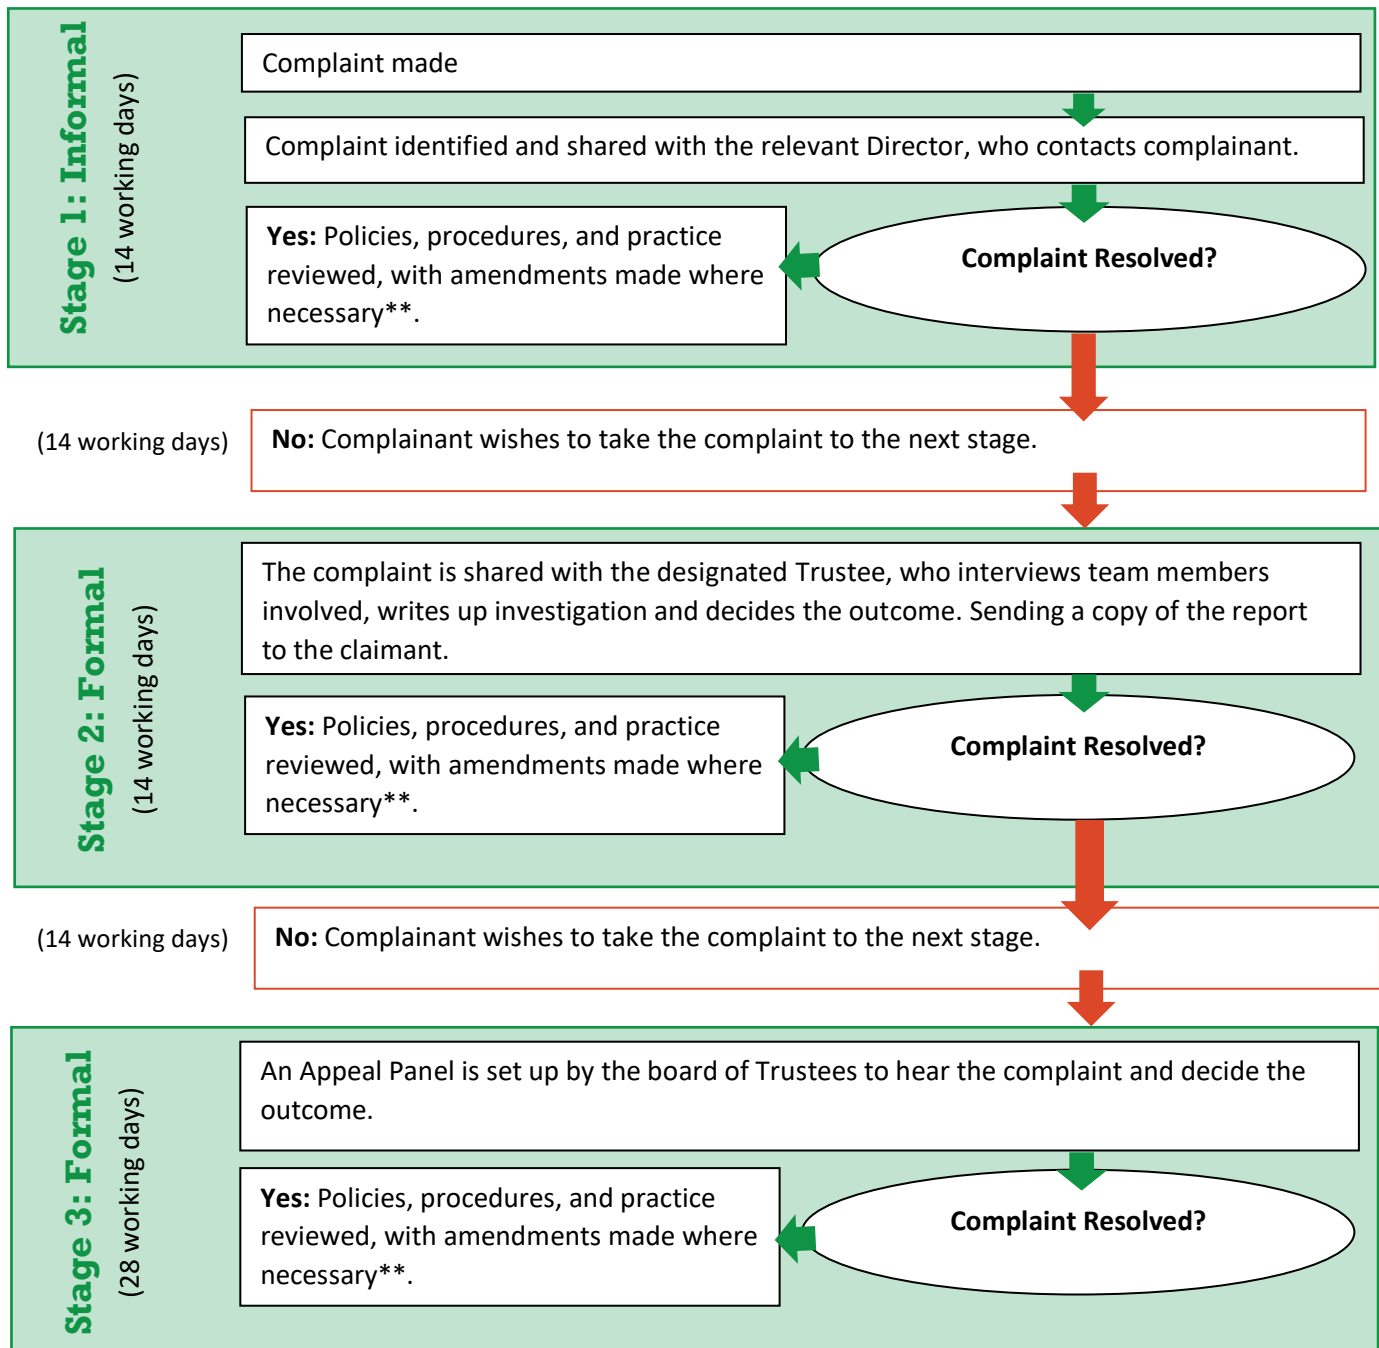 Stage 1: Informal
(14 working days)
Complaint made
Complaint identified and shared with the relevant Director, who contacts complainant.
Complaint Resolved?
Yes: Policies, procedures, and practice
reviewed, with amendments made where
necessary**.
(14 working days)
No: Complainant wishes to take the complaint to the next stage.
Stage 2: Formal
(14 working days)
The complaint is shared with the designated Trustee, who interviews team members
involved, writes up investigation and decides the outcome. Sending a copy of the report
to the claimant.
Complaint Resolved?
Yes: Policies, procedures, and practice
reviewed, with amendments made where
necessary**.
(14 working days)
No: Complainant wishes to take the complaint to the next stage.
Stage 3: Formal
(28 working days)
An Appeal Panel is set up by the board of Trustees to hear the complaint and decide the
outcome.
Complaint Resolved?
Yes: Policies, procedures, and practice
reviewed, with amendments made where
necessary**.